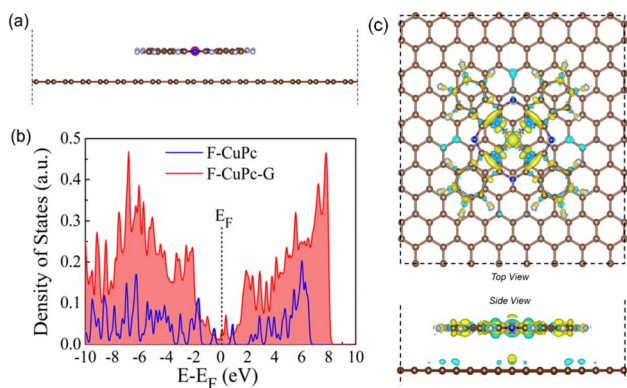 (a)
(b)
Density of States (a.u.)
0.5
0.4
0.3
0.2
0.1
0.0
F-CuPc
F-CuPc-G
E_F
-10 -8 -6 -4 -2 0 2 4 6 8 10
E-E_F (eV)
(c)
Top View
Side View